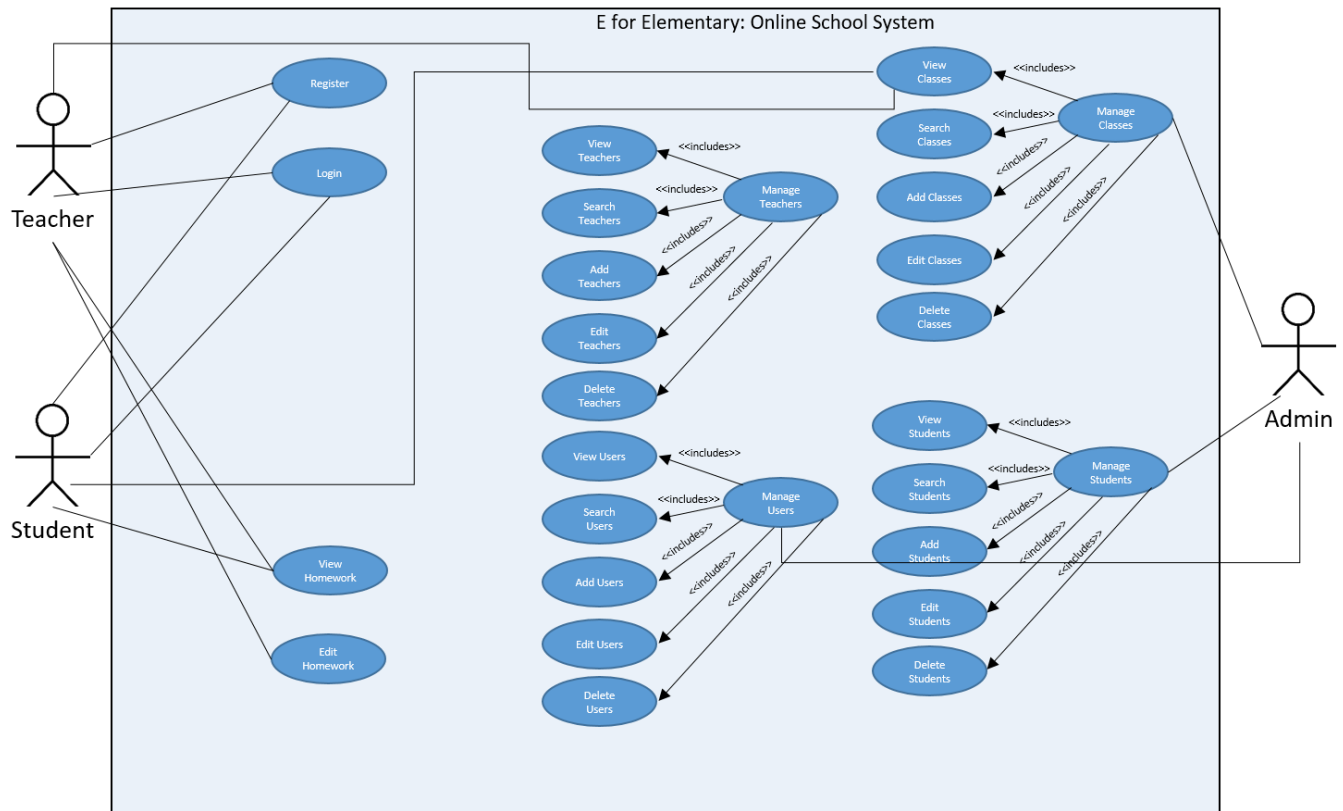 E for Elementary: Online School System
Register
Login
Teacher
Student
View
Homework
Edit
Homework
View
Teachers
Search
Teachers
Add
Teachers
Edit
Teachers
Delete
Teachers
Manage
Teachers
<<includes>>
<<includes>>
<<includes>>
<<includes>>
<<includes>>
View Users
Search
Users
Add Users
Edit Users
Delete
Users
Manage
Users
<<includes>>
<<includes>>
<<includes>>
<<includes>>
<<includes>>
View
Classes
Search
Classes
Add Classes
Edit Classes
Delete
Classes
Manage
Classes
<<includes>>
<<includes>>
<<includes>>
<<includes>>
<<includes>>
View
Students
Search
Students
Add
Students
Edit
Students
Delete
Students
Manage
Students
<<includes>>
<<includes>>
<<includes>>
<<includes>>
<<includes>>
Admin